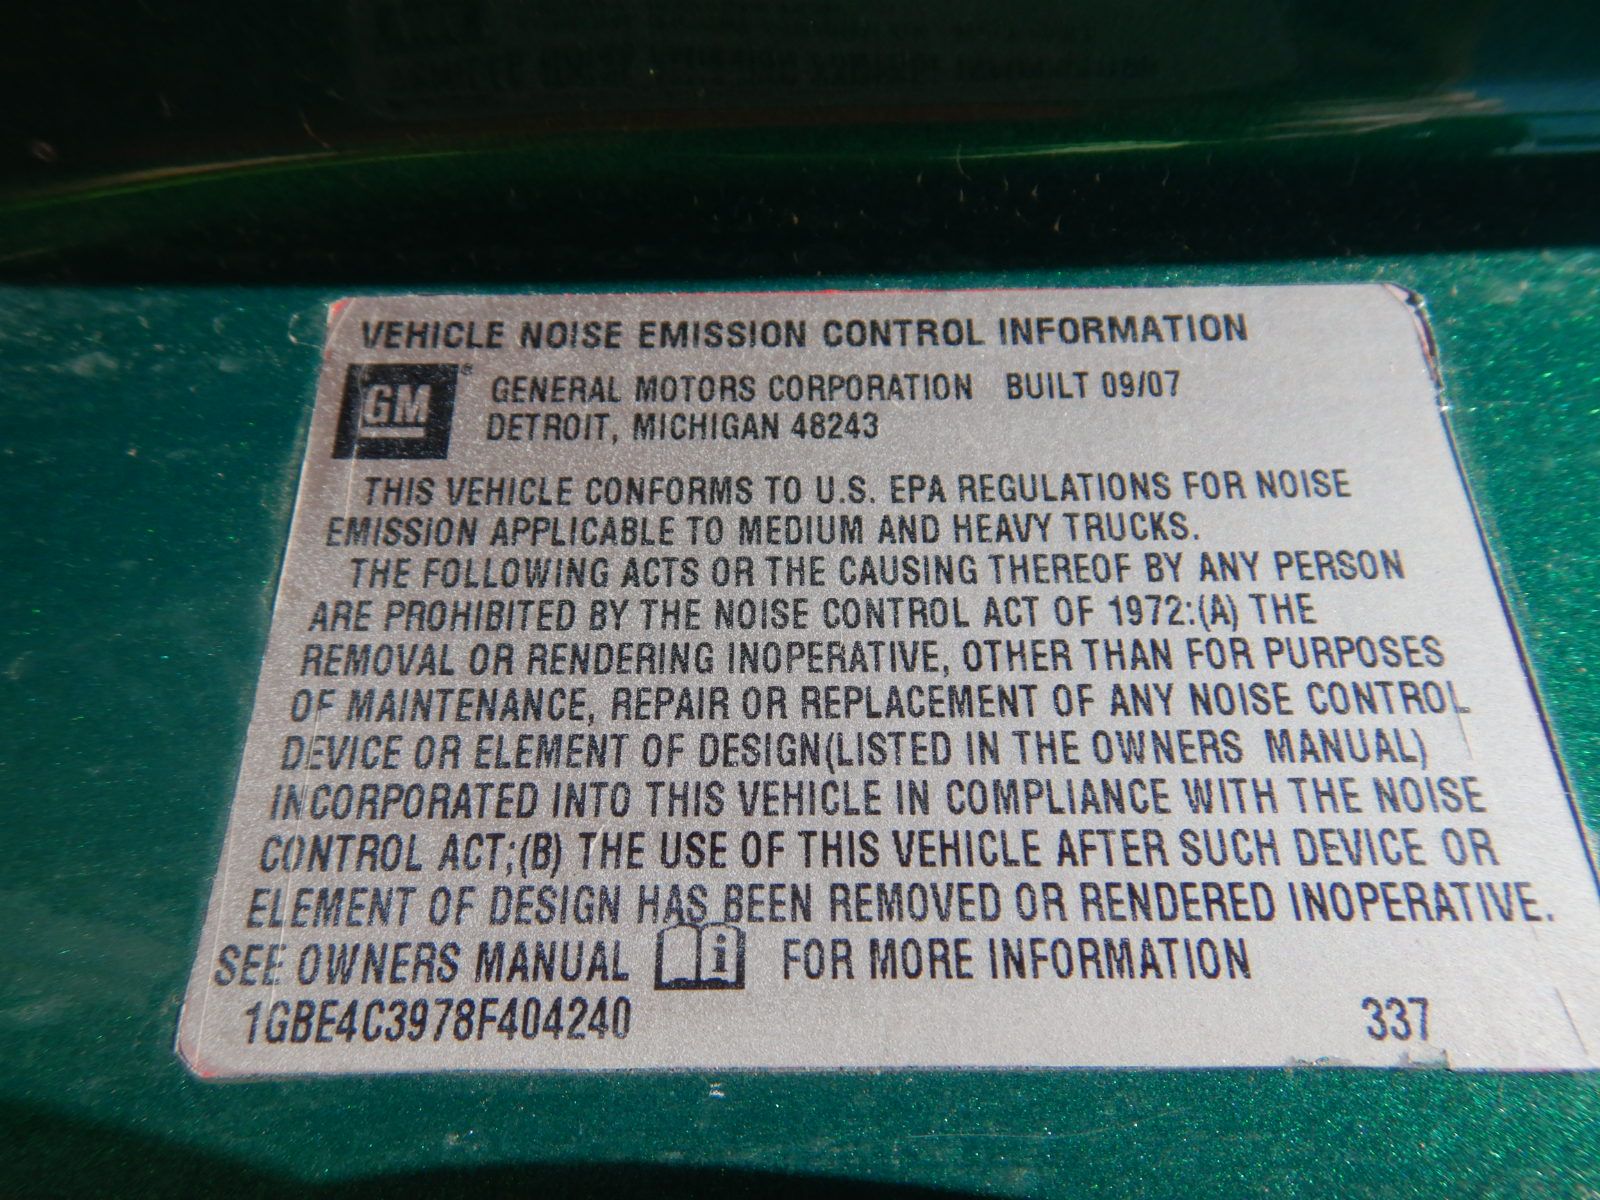 VEHICLE NOISE EMISSION CONTROL INFORMATION
GM® GENERAL MOTORS CORPORATION BUILT 09/07
DETROIT, MICHIGAN 48243
THIS VEHICLE CONFORMS TO U.S. EPA REGULATIONS FOR NOISE
EMISSION APPLICABLE TO MEDIUM AND HEAVY TRUCKS.
THE FOLLOWING ACTS OR THE CAUSING THEREOF BY ANY PERSON
ARE PROHIBITED BY THE NOISE CONTROL ACT OF 1972:(A) THE
REMOVAL OR RENDERING INOPERATIVE, OTHER THAN FOR PURPOSES
OF MAINTENANCE, REPAIR OR REPLACEMENT OF ANY NOISE CONTROL
DEVICE OR ELEMENT OF DESIGN(LISTED IN THE OWNERS MANUAL)
INCORPORATED INTO THIS VEHICLE IN COMPLIANCE WITH THE NOISE
CONTROL ACT;(B) THE USE OF THIS VEHICLE AFTER SUCH DEVICE OR
ELEMENT OF DESIGN HAS BEEN REMOVED OR RENDERED INOPERATIVE.
SEE OWNERS MANUAL i FOR MORE INFORMATION
1GBE4C3978F404240 337